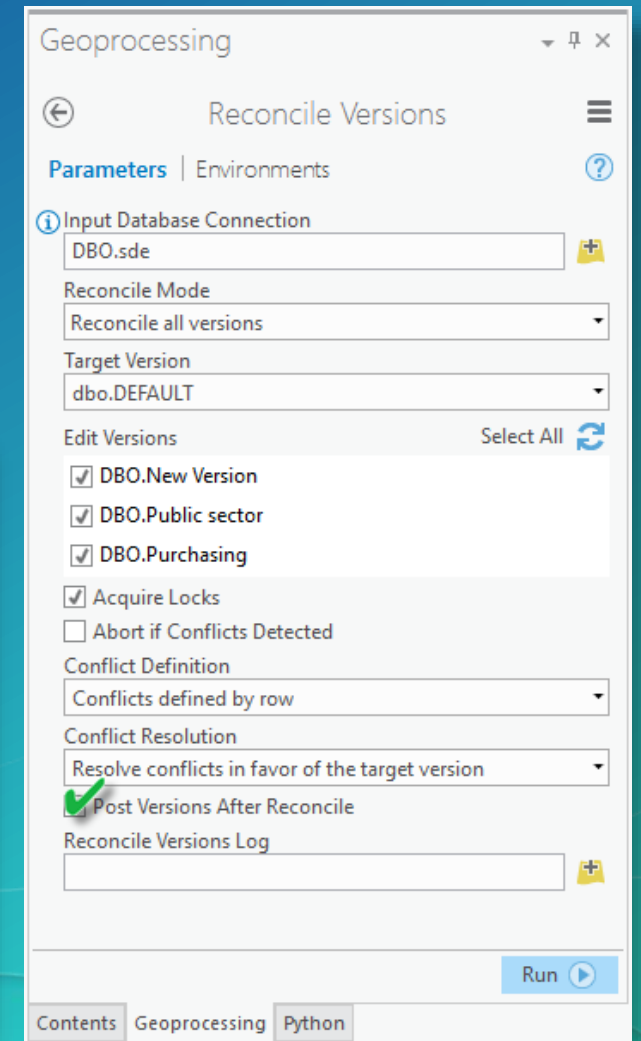 Geoprocessing
Reconcile Versions
Parameters | Environments
Input Database Connection
DBO.sde
Reconcile Mode
Reconcile all versions
Target Version
dbo.DEFAULT
Edit Versions Select All
DBO.New Version
DBO.Public sector
DBO.Purchasing
Acquire Locks
Abort if Conflicts Detected
Conflict Definition
Conflicts defined by row
Conflict Resolution
Resolve conflicts in favor of the target version
Post Versions After Reconcile
Reconcile Versions Log
Run
Contents Geoprocessing Python